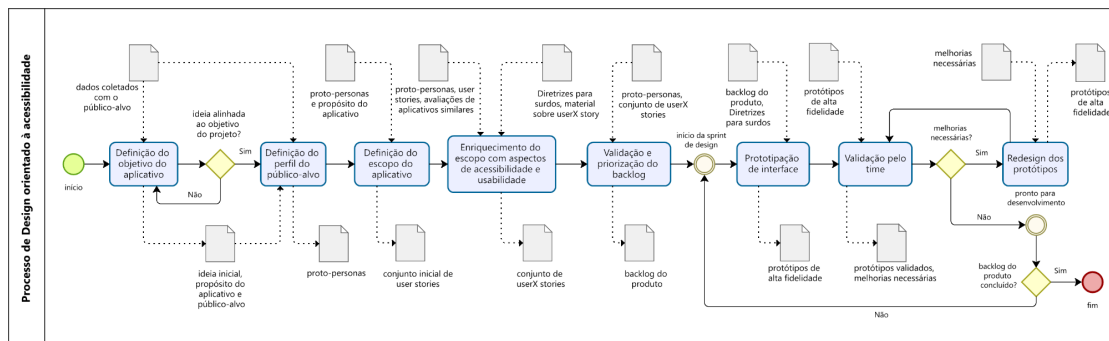 Processo de Design orientado à acessibilidade
dados coletados
com o
público-alvo
ideia alinhada
ao objetivo
do projeto?
proto-personas
e propósito do
aplicativo
proto-personas, user
stories, avaliações de
aplicativos similares
Diretrizes para
surdos, material
sobre userX story
proto-personas,
conjunto de userX
stories
início da sprint
de design
backlog do
produto,
Diretrizes
para surdos
protótipos
de alta
fidelidade
melhorias
necessárias?
melhorias
necessárias
protótipos
de alta
fidelidade
início
Definição do
objetivo do
aplicativo
Sim
Não
Definição do
perfil do
público-alvo
Definição do
escopo do
aplicativo
Enriquecimento do
escopo com aspectos
de acessibilidade e
usabilidade
Validação e
priorização do
backlog
Prototipação
de interface
Validação pelo
time
Sim
Redesign dos
protótipos
Não
pronto para
desenvolvimento
ideia inicial,
propósito do
aplicativo e
público-alvo
proto-personas
conjunto inicial de
user stories
conjunto de
userX stories
backlog do
produto
protótipos de
alta fidelidade
protótipos validados,
melhorias necessárias
backlog do
produto
concluído?
Sim
fim
Não